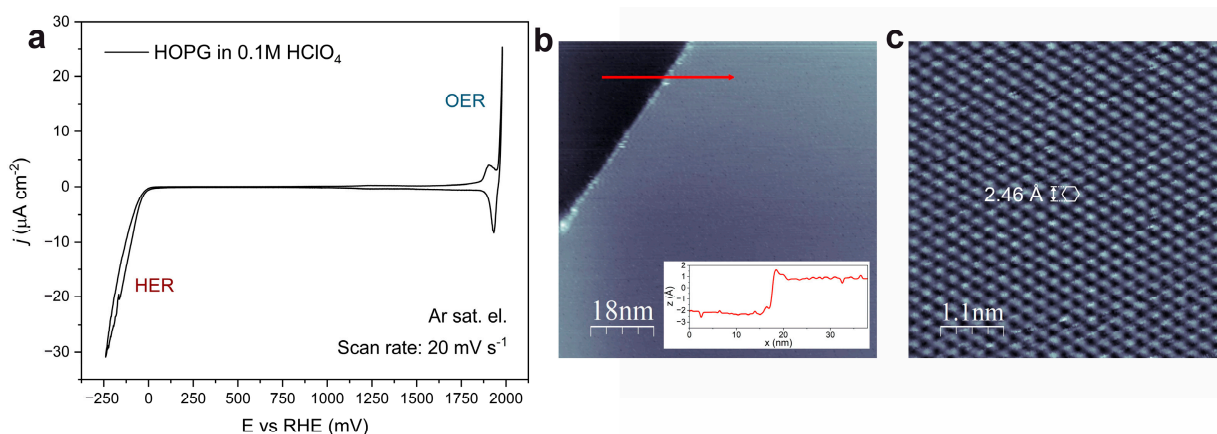 a
HOPG in 0.1M HClO₄
OER
HER
Ar sat. el.
Scan rate: 20 mV s⁻¹
j (μA cm⁻²)
30
20
10
0
−10
−20
−30
−250 0 250 500 750 1000 1250 1500 1750 2000
E vs RHE (mV)
b
18nm
z (Å)
2
1
0
−1
−2
−3
0 10 20 30
x (nm)
c
2.46 Å
1.1nm